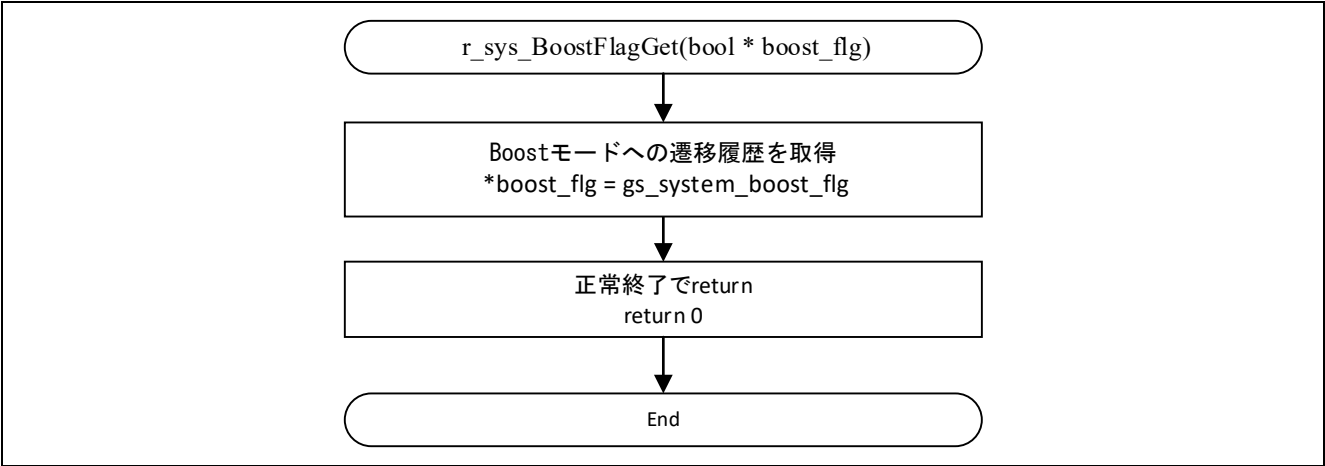 r_sys_BoostFlagGet(bool * boost_flg)
Boostモードへの遷移履歴を取得
*boost_flg = gs_system_boost_flg
正常終了でreturn
return 0
End